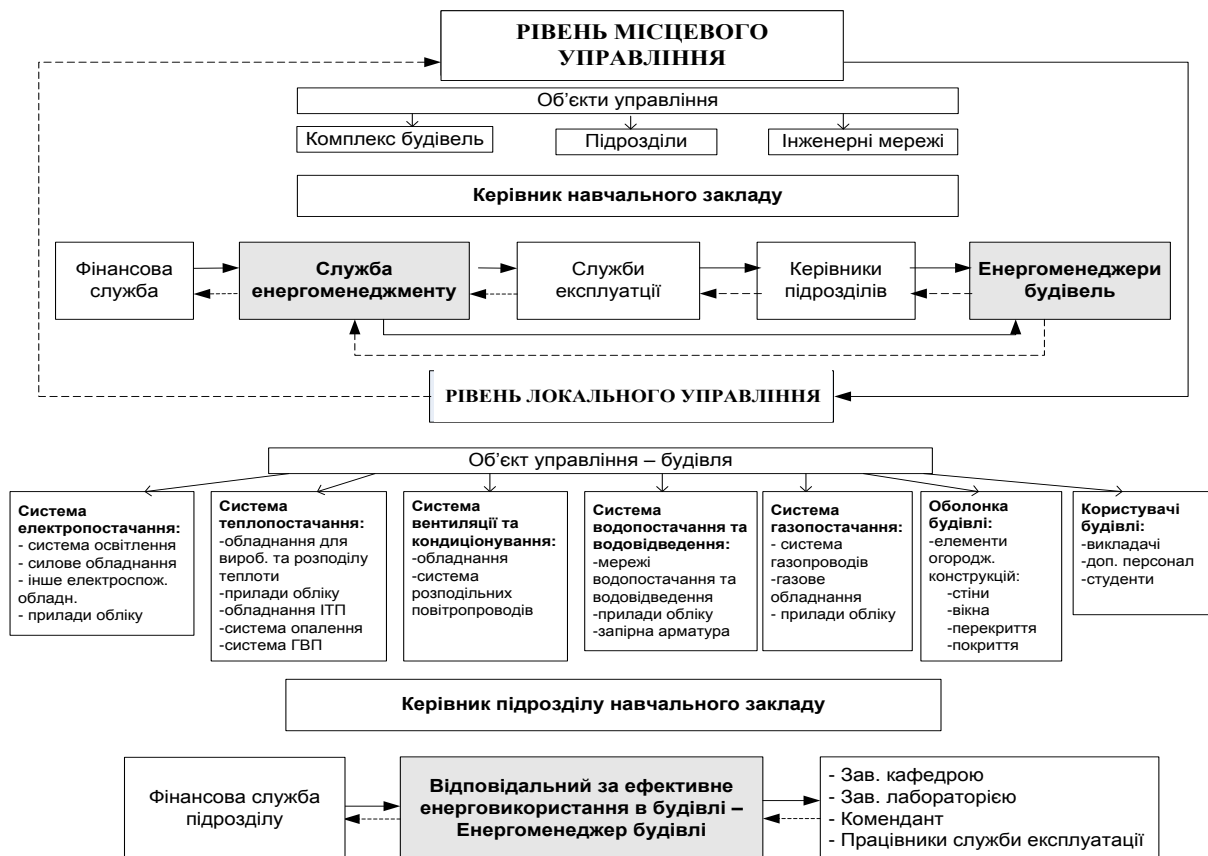 РІВЕНЬ МІСЦЕВОГО
УПРАВЛІННЯ
Об’єкти управління
Комплекс будівель
Підрозділи
Інженерні мережі
Керівник навчального закладу
Фінансова
служба
Служба
енергоменеджменту
Служби
експлуатції
Керівники
підрозділів
Енергоменеджери
будівель
РІВЕНЬ ЛОКАЛЬНОГО УПРАВЛІННЯ
Об’єкт управління – будівля
Система
електропостачання:
- система освітлення
- силове обладнання
- інше електроспож.
обладн.
- прилади обліку
Система
теплопостачання:
-обладнання для
вироб. та розподілу
теплоти
-прилади обліку
-обладнання ІТП
-система опалення
-система ГВП
Система
вентиляції та
кондиціонування:
-обладнання
-система
розподільних
повітропроводів
Система
водопостачання та
водовідведення:
-мережі
водопостачання та
водовідведення
-прилади обліку
-запірна арматура
Система
газопостачання:
- система
газопроводів
-газове
обладнання
- прилади обліку
Оболонка
будівлі:
-елементи
огородж.
конструкцій:
-стіни
-вікна
-перекриття
-покриття
Користувачі
будівлі:
-викладачі
-доп. персонал
-студенти
Керівник підрозділу навчального закладу
Фінансова служба
підрозділу
Відповідальний за ефективне
енерговикористання в будівлі –
Енергоменеджер будівлі
- Зав. кафедрою
- Зав. лабораторією
- Комендант
- Працівники служби експлуатації